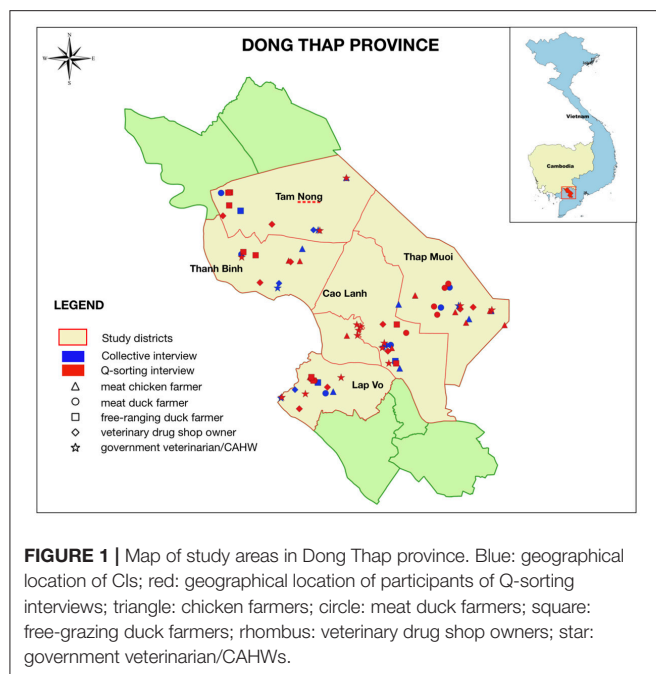 DONG THAP PROVINCE
N
W
E
S
Vietnam
Cambodia
Tam Nong
Thanh Binh
Thap Muoi
Cao Lanh
Lap Vo
LEGEND
Study districts
Collective interview
Q-sorting interview
meat chicken farmer
meat duck farmer
free-ranging duck farmer
veterinary drug shop owner
government veterinarian/CAHW
FIGURE 1 | Map of study areas in Dong Thap province. Blue: geographical
location of CIs; red: geographical location of participants of Q-sorting
interviews; triangle: chicken farmers; circle: meat duck farmers; square:
free-grazing duck farmers; rhombus: veterinary drug shop owners; star:
government veterinarian/CAHWs.